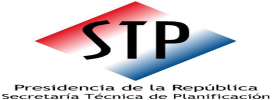 STP
Presidencia de la República
Secretaría Técnica de Planificación